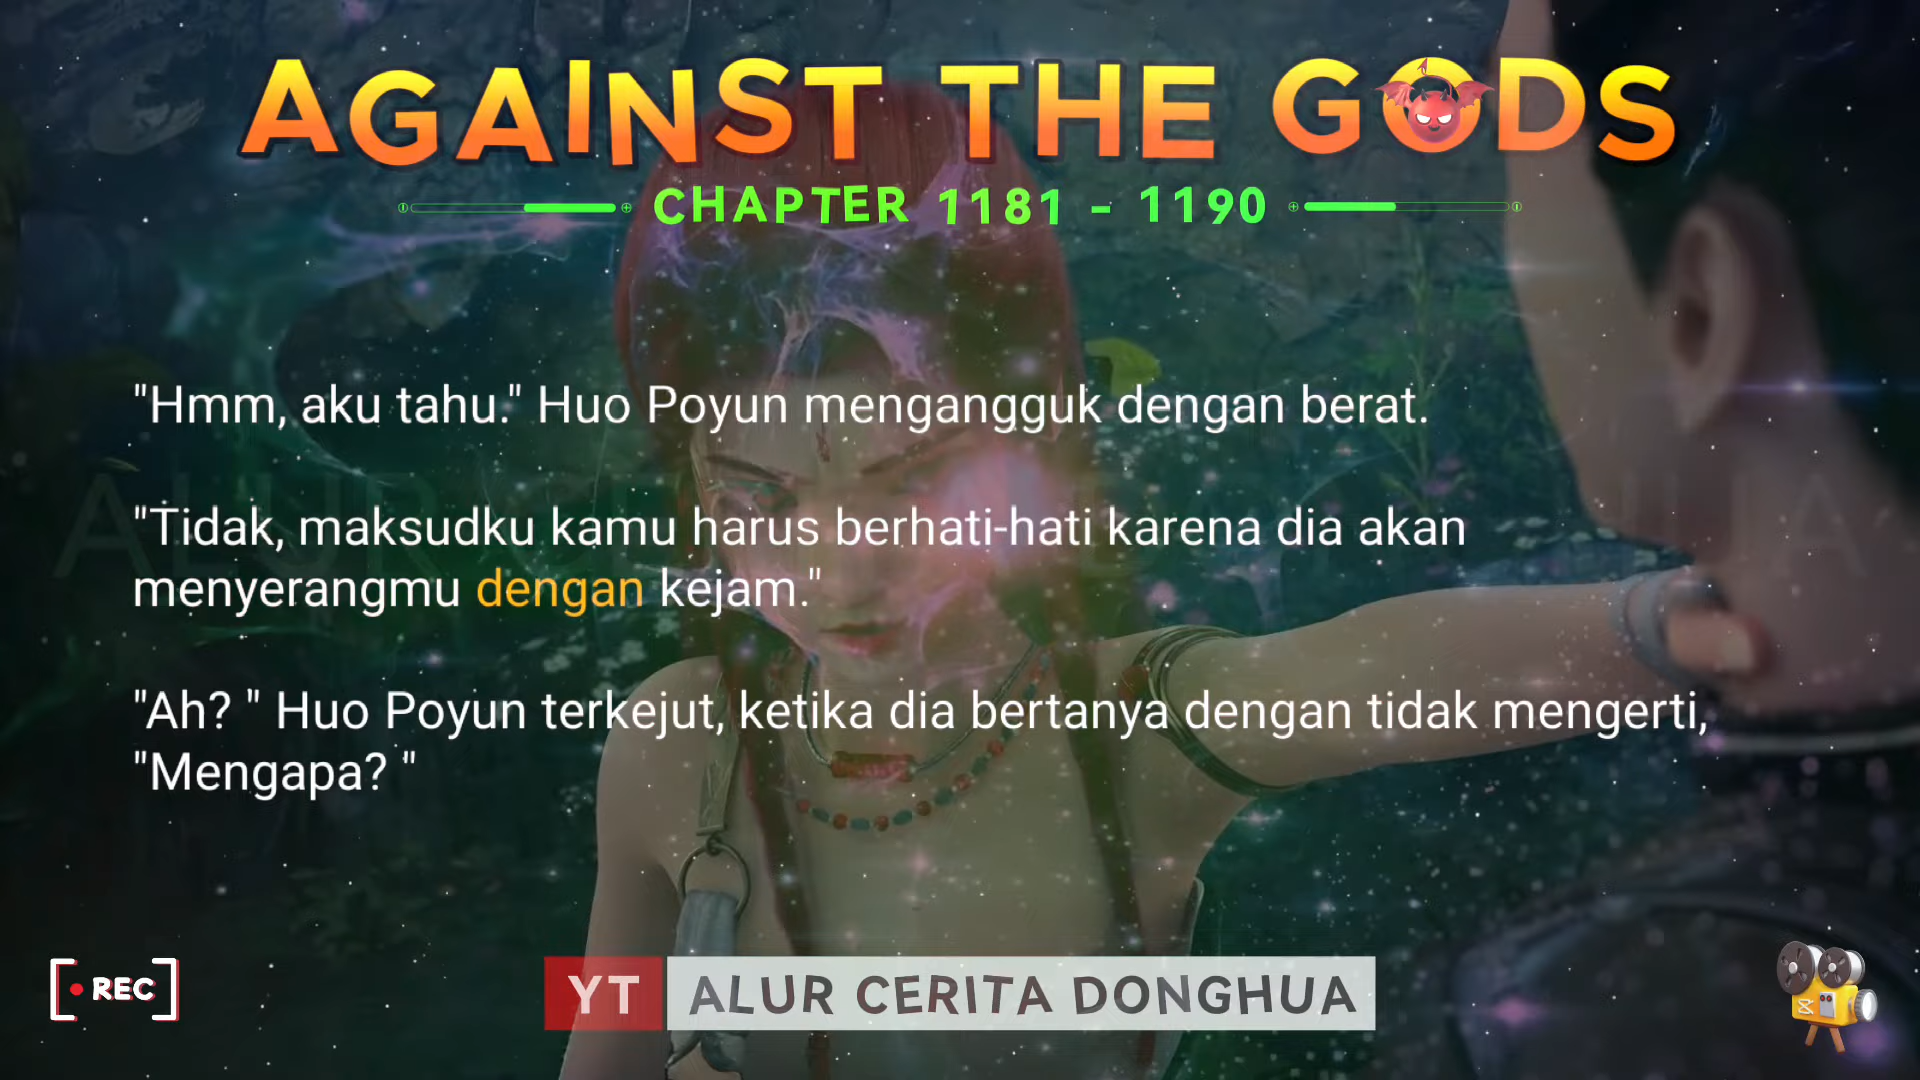 AGAINST THE GODS
CHAPTER 1181 - 1190
"Hmm, aku tahu." Huo Poyun mengangguk dengan berat.
"Tidak, maksudku kamu harus berhati-hati karena dia akan
menyerangmu dengan kejam."
"Ah? " Huo Poyun terkejut, ketika dia bertanya dengan tidak mengerti,
"Mengapa? "
REC
YT ALUR CERITA DONGHUA